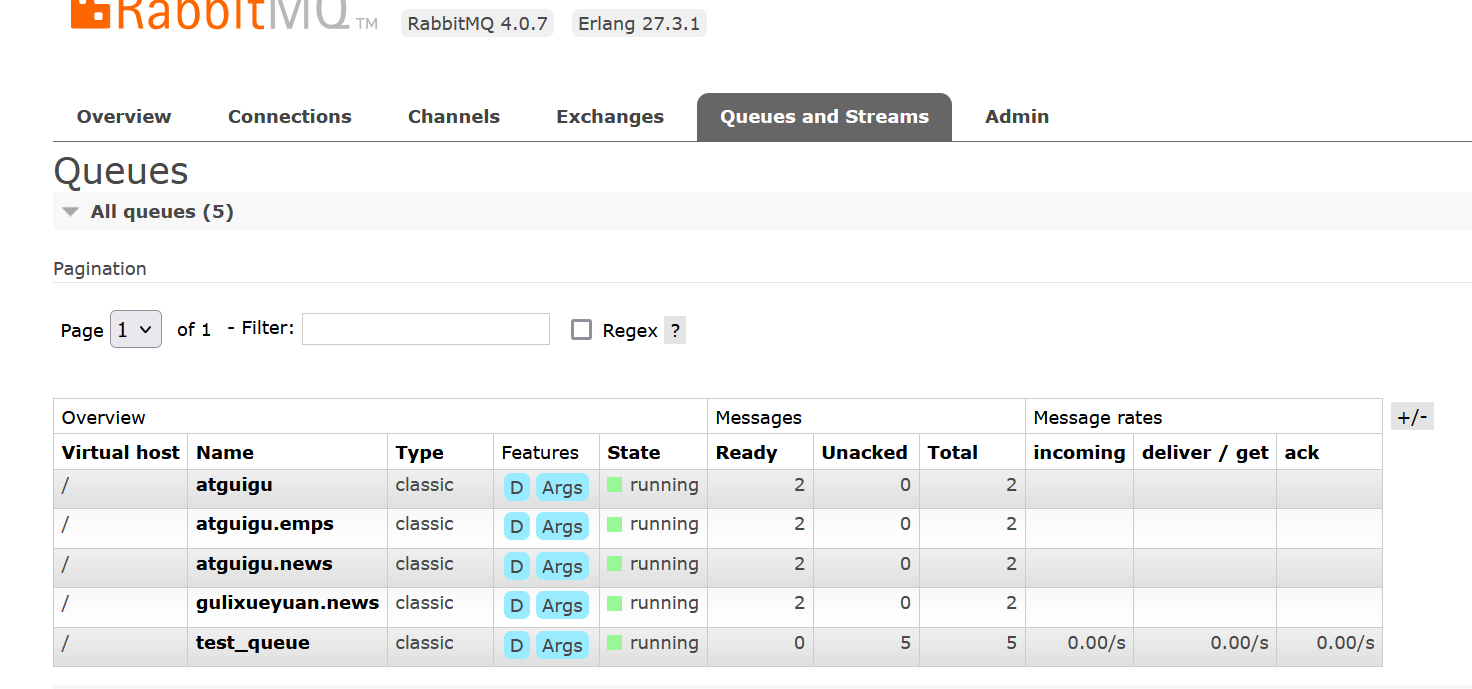 RabbitMQ TM RabbitMQ 4.0.7 Erlang 27.3.1
Overview Connections Channels Exchanges Queues and Streams Admin
Queues
All queues (5)
Pagination
Page 1 of 1 - Filter: Regex ?
Overview Messages Message rates +/-
Virtual host Name Type Features State Ready Unacked Total incoming deliver / get ack
/ atguigu classic D Args running 2 0 2
/ atguigu.emps classic D Args running 2 0 2
/ atguigu.news classic D Args running 2 0 2
/ gulixueyuan.news classic D Args running 2 0 2
/ test_queue classic D Args running 0 5 5 0.00/s 0.00/s 0.00/s